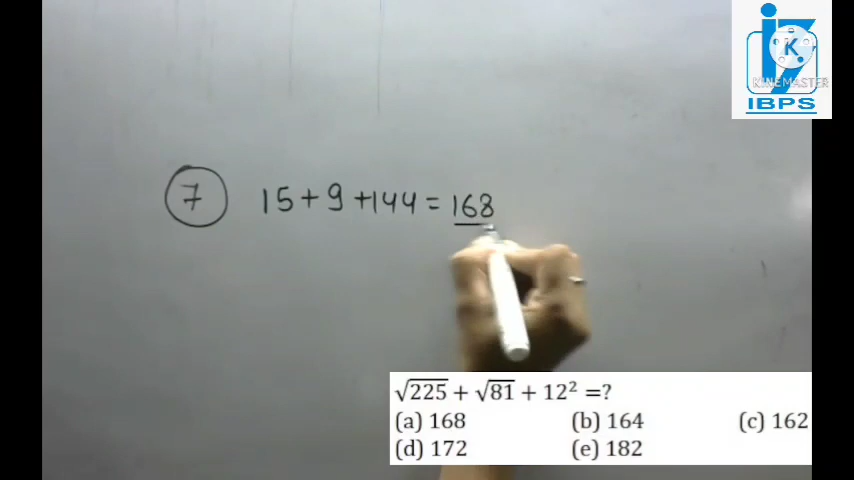 K
KINEMASTER
IBPS
7 15+9+144=168
√225 + √81 + 12² =?
(a) 168 (b) 164 (c) 162
(d) 172 (e) 182